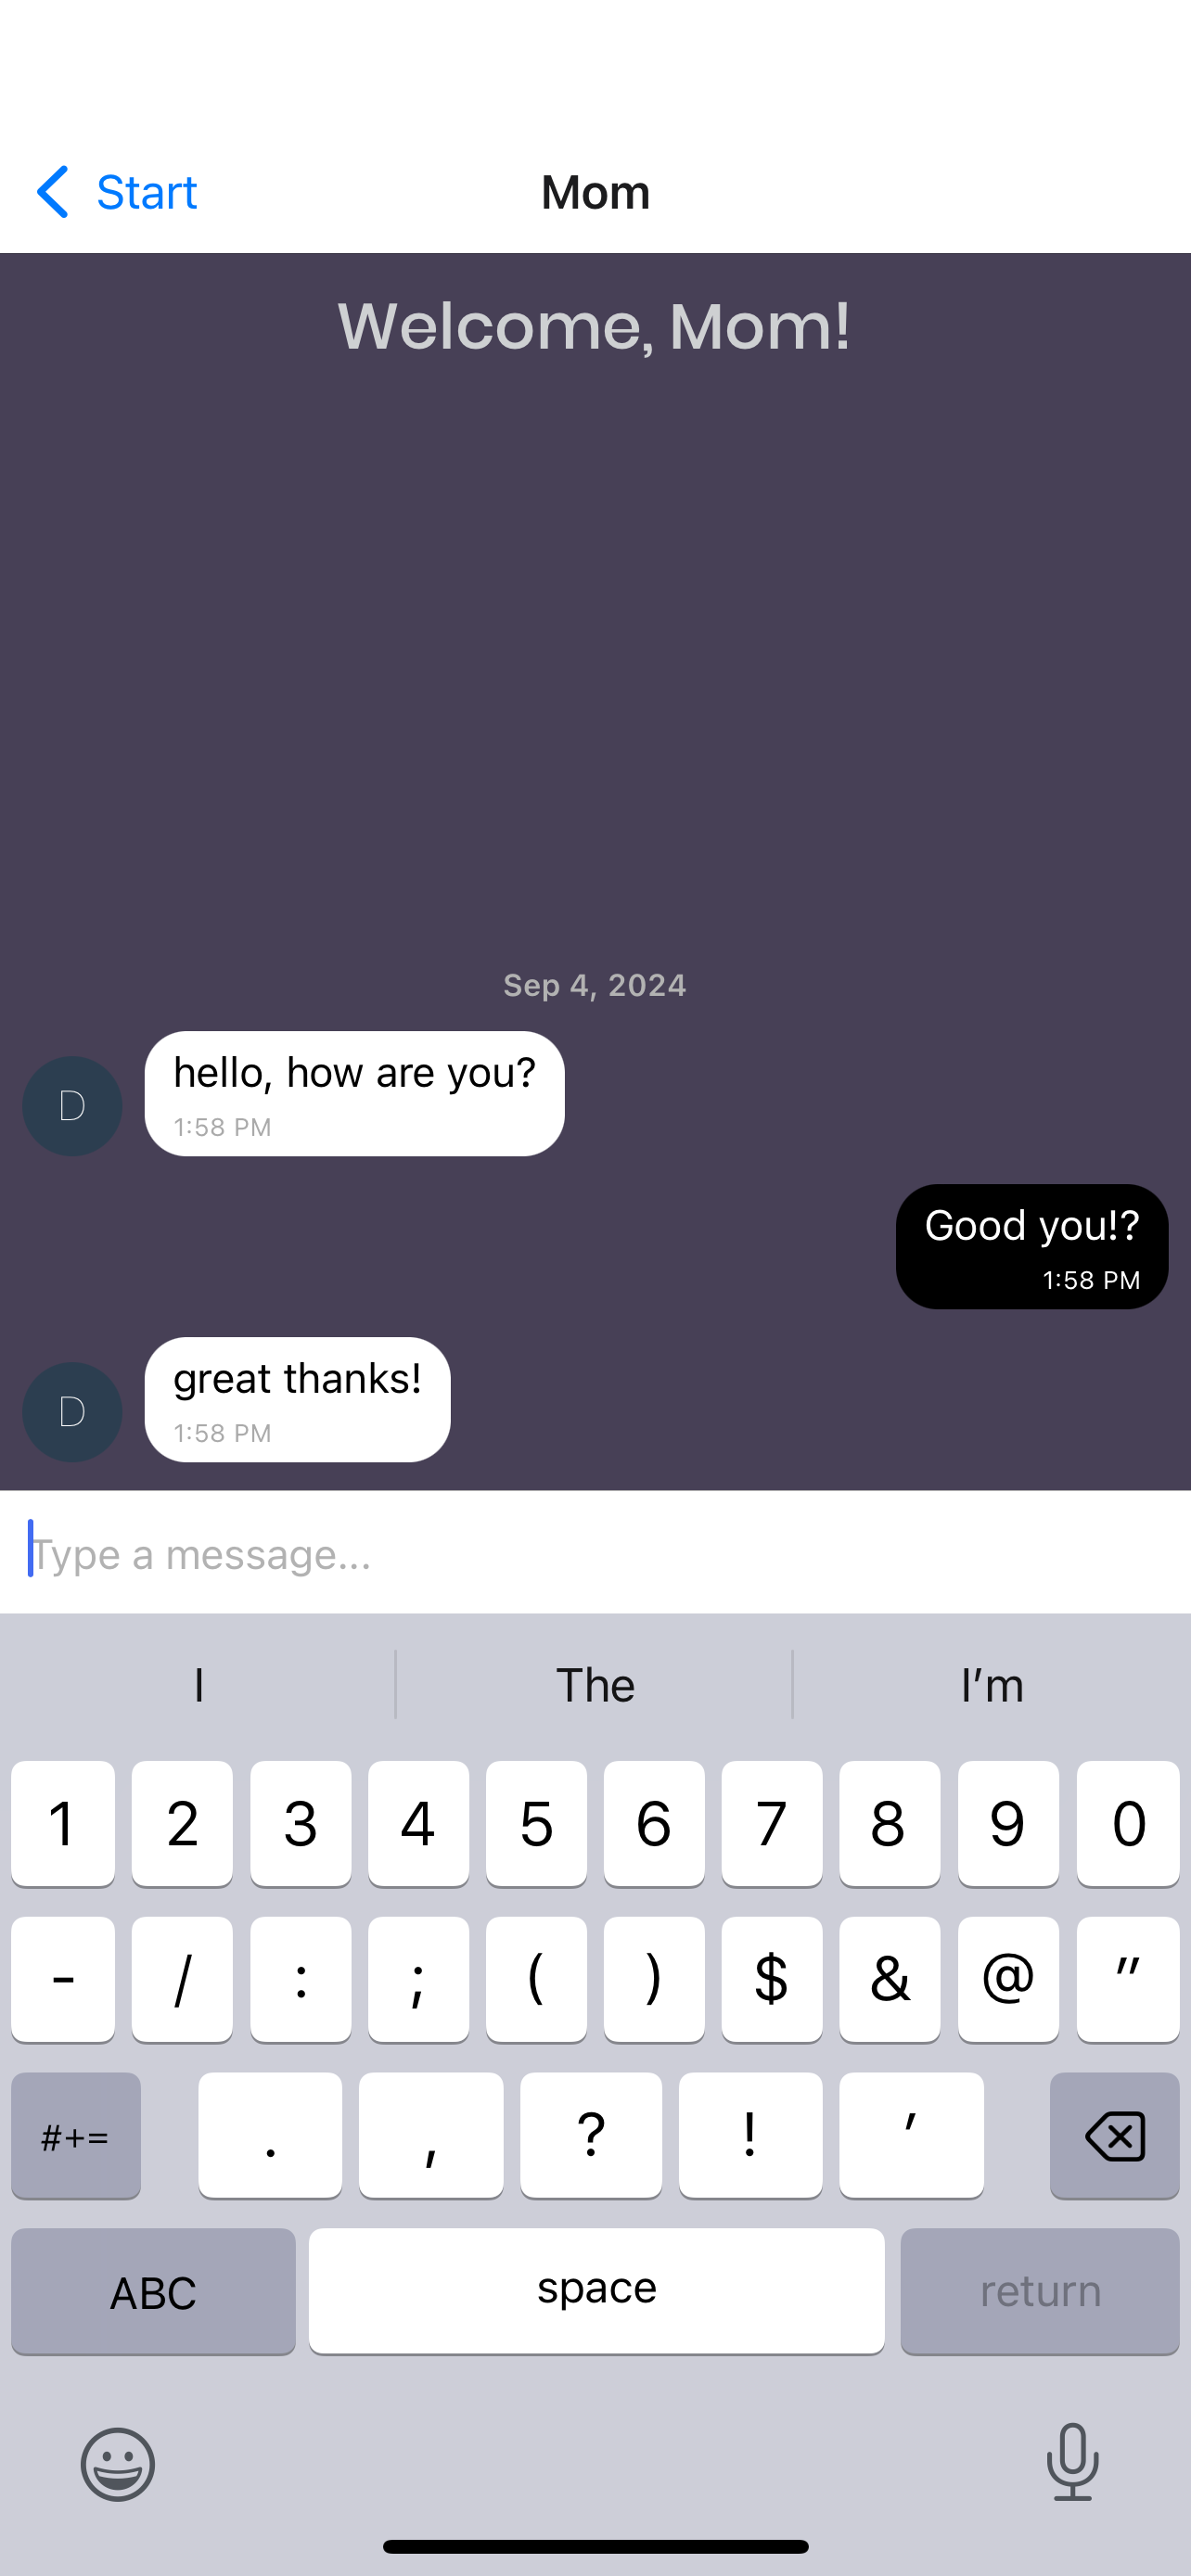 Start
Mom
Welcome, Mom!
Sep 4, 2024
D
hello, how are you?
1:58 PM
Good you!?
1:58 PM
D
great thanks!
1:58 PM
Type a message...
I The I’m
1 2 3 4 5 6 7 8 9 0
- / : ; ( ) $ & @ "
#+= . , ? ! ’
ABC space return